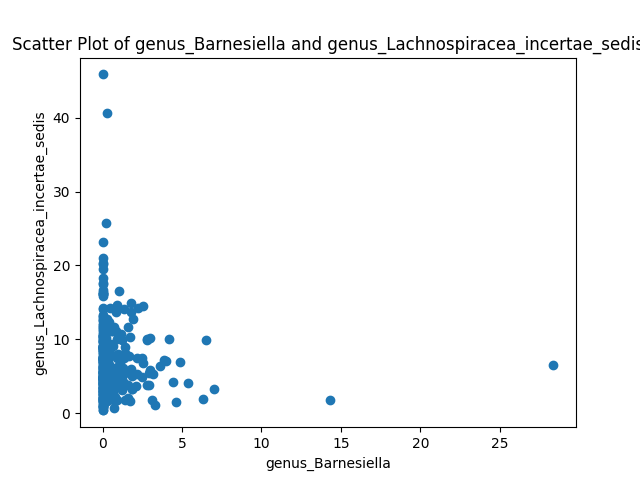 Scatter Plot of genus_Barnesiella and genus_Lachnospiracea_incertae_sedis
genus_Lachnospiracea_incertae_sedis
40
30
20
10
0
0 5 10 15 20 25
genus_Barnesiella